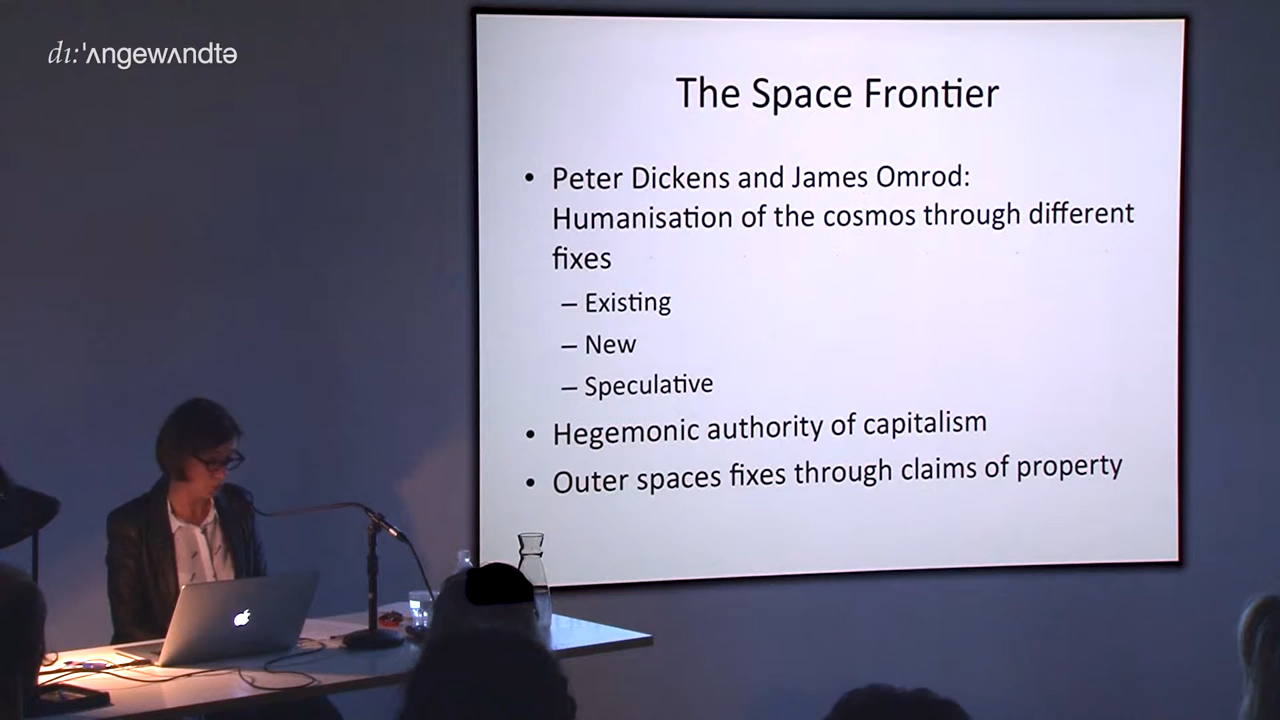 dı:ˈʌngewʌndtə
The Space Frontier
• Peter Dickens and James Omrod:
Humanisation of the cosmos through different
fixes
– Existing
– New
– Speculative
• Hegemonic authority of capitalism
• Outer spaces fixes through claims of property